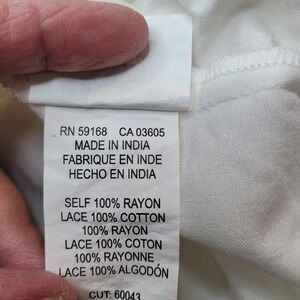 RN 59168 CA 03605
MADE IN INDIA
FABRIQUE EN INDE
HECHO EN INDIA
SELF 100% RAYON
LACE 100% COTTON
100% RAYON
LACE 100% COTON
100% RAYONNE
LACE 100% ALGODÓN
CUT: 60043